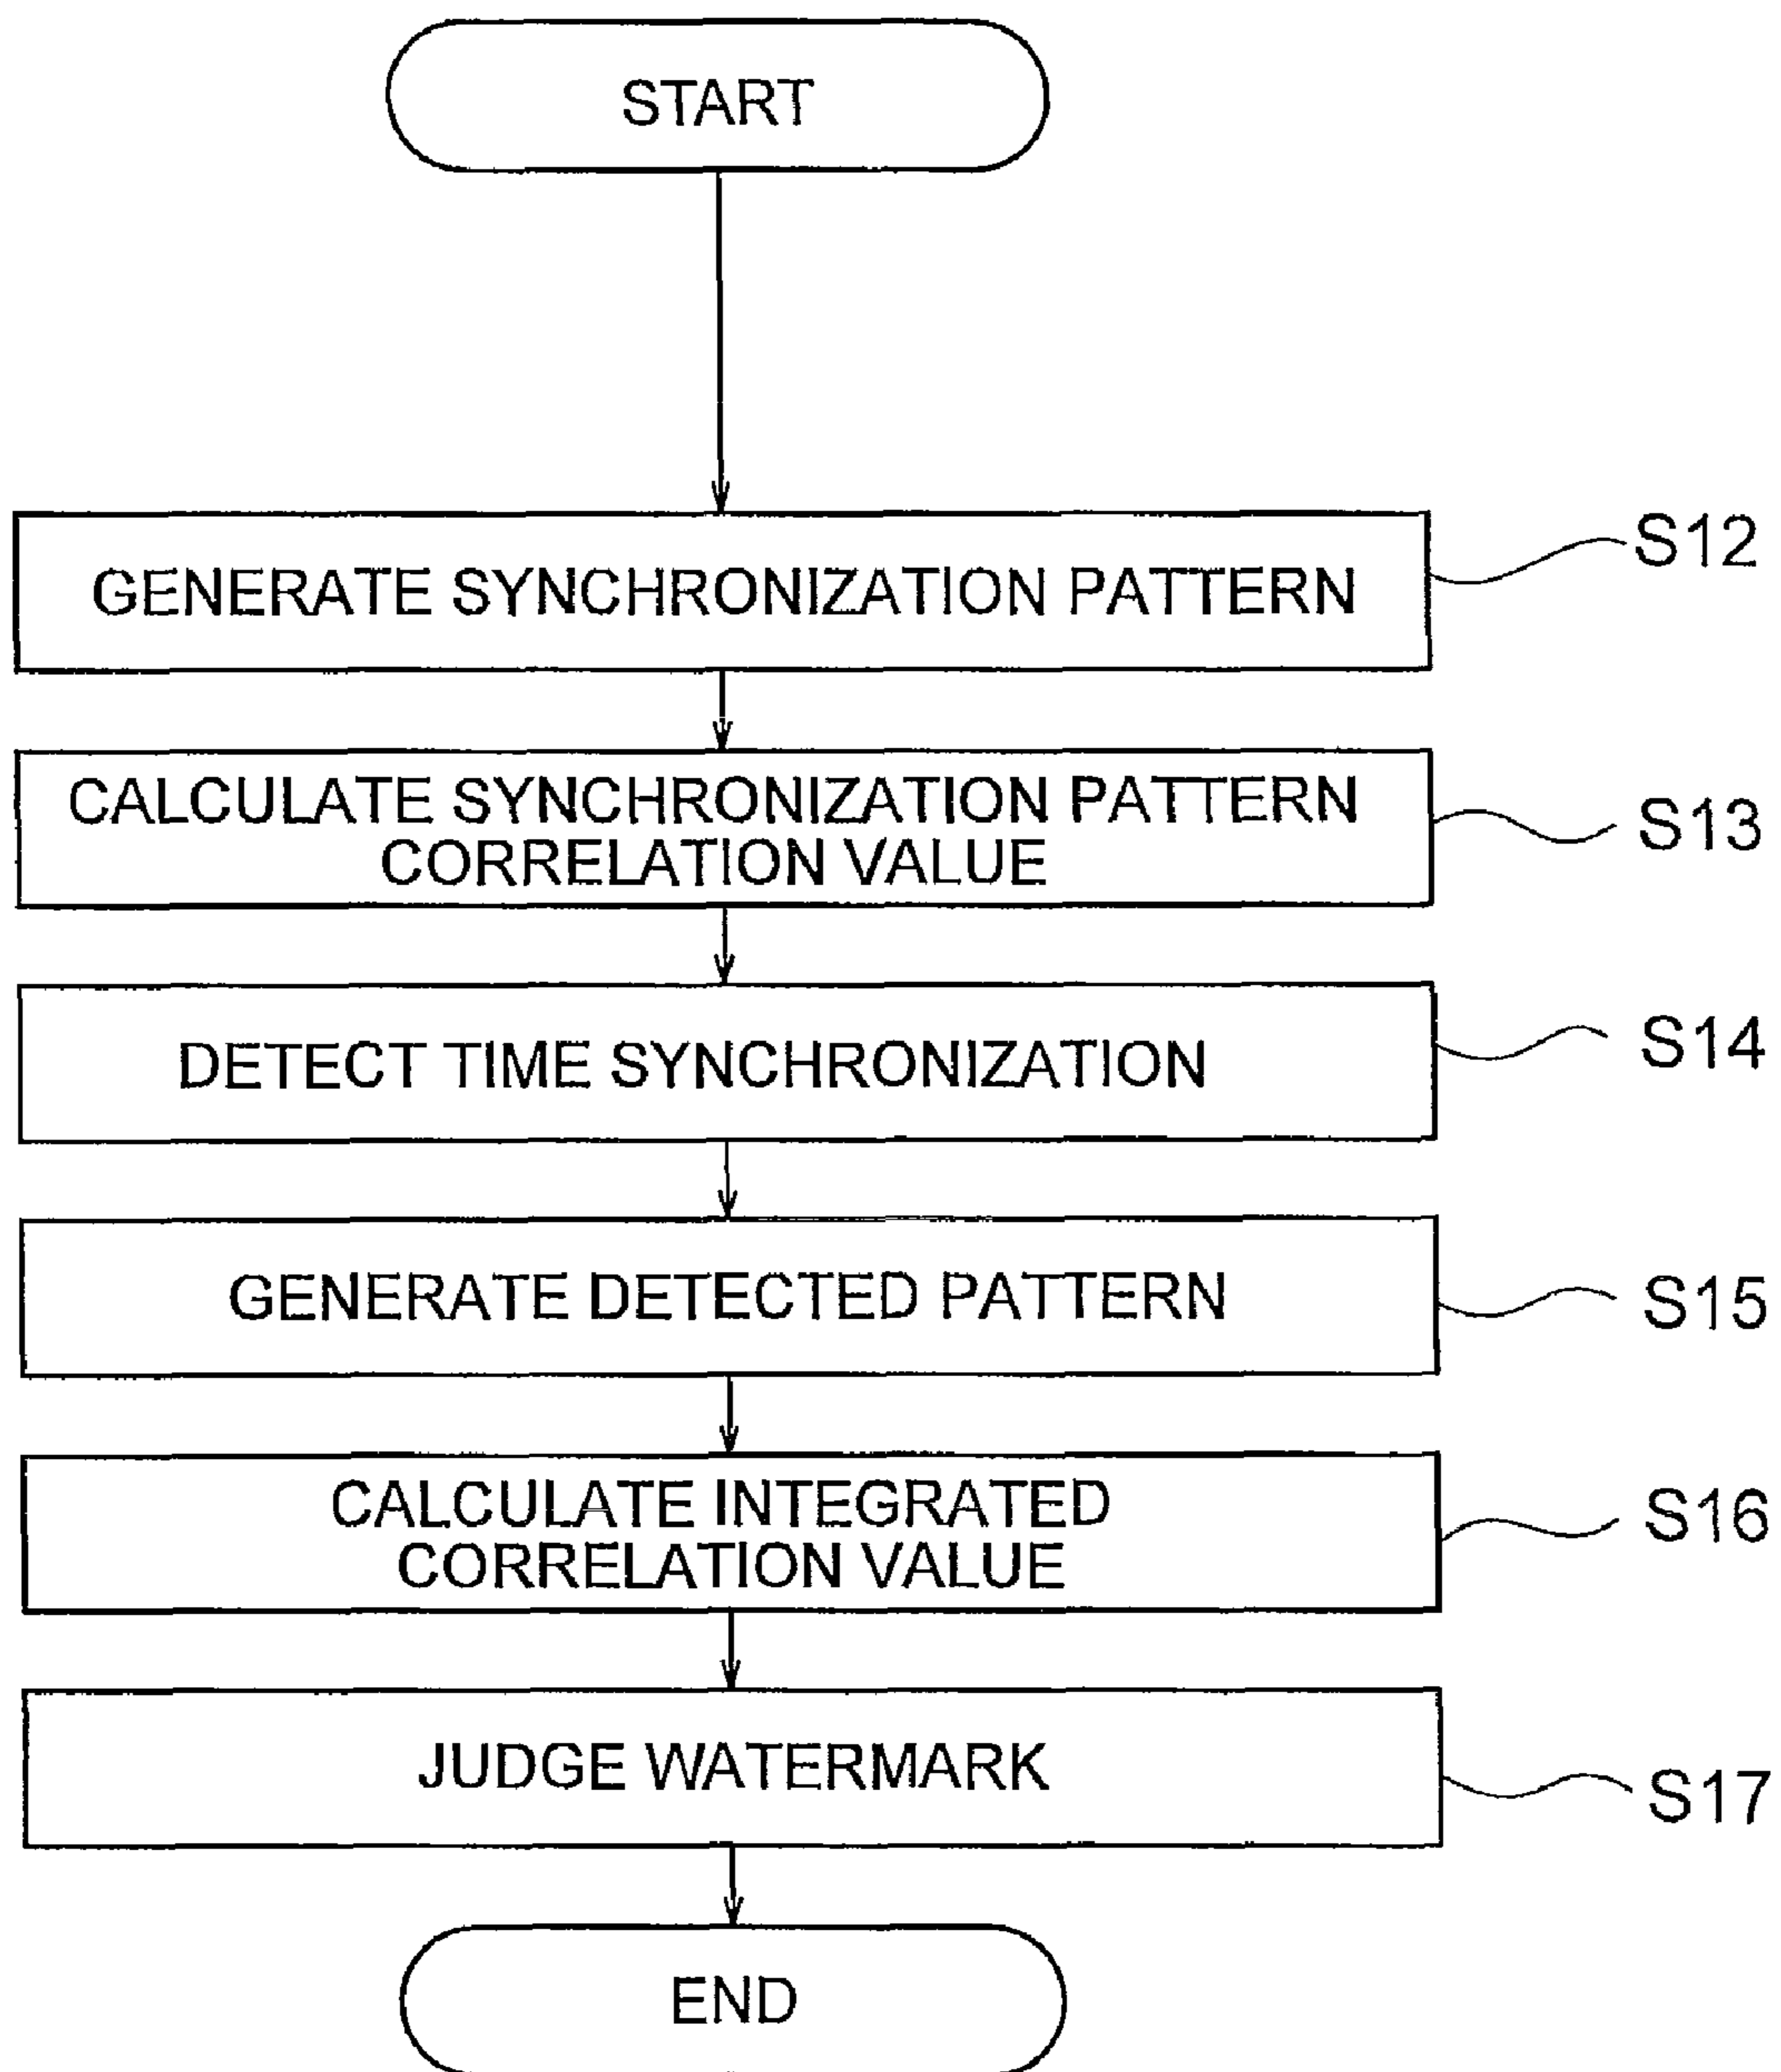 START
GENERATE SYNCHRONIZATION PATTERN
S12
CALCULATE SYNCHRONIZATION PATTERN
CORRELATION VALUE
S13
DETECT TIME SYNCHRONIZATION
S14
GENERATE DETECTED PATTERN
S15
CALCULATE INTEGRATED
CORRELATION VALUE
S16
JUDGE WATERMARK
S17
END